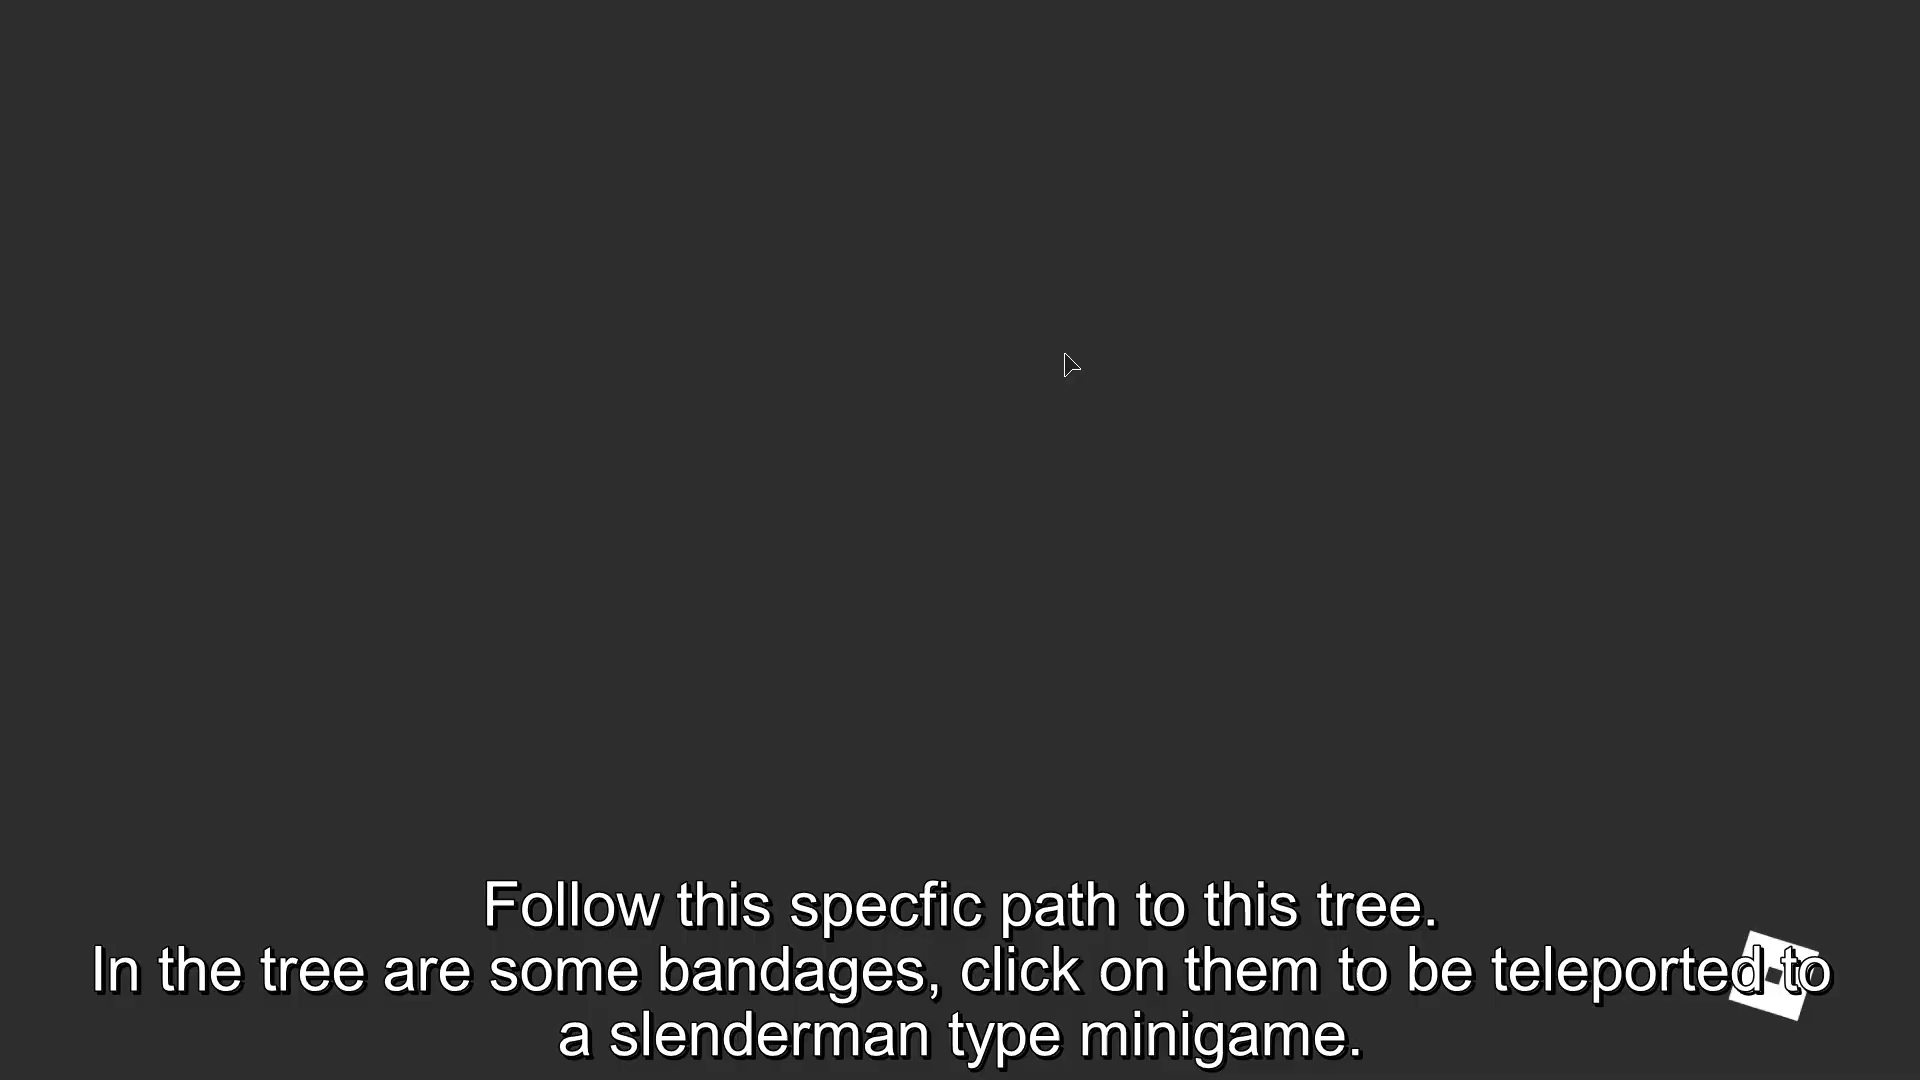 Follow this specfic path to this tree.
In the tree are some bandages, click on them to be teleported to
a slenderman type minigame.